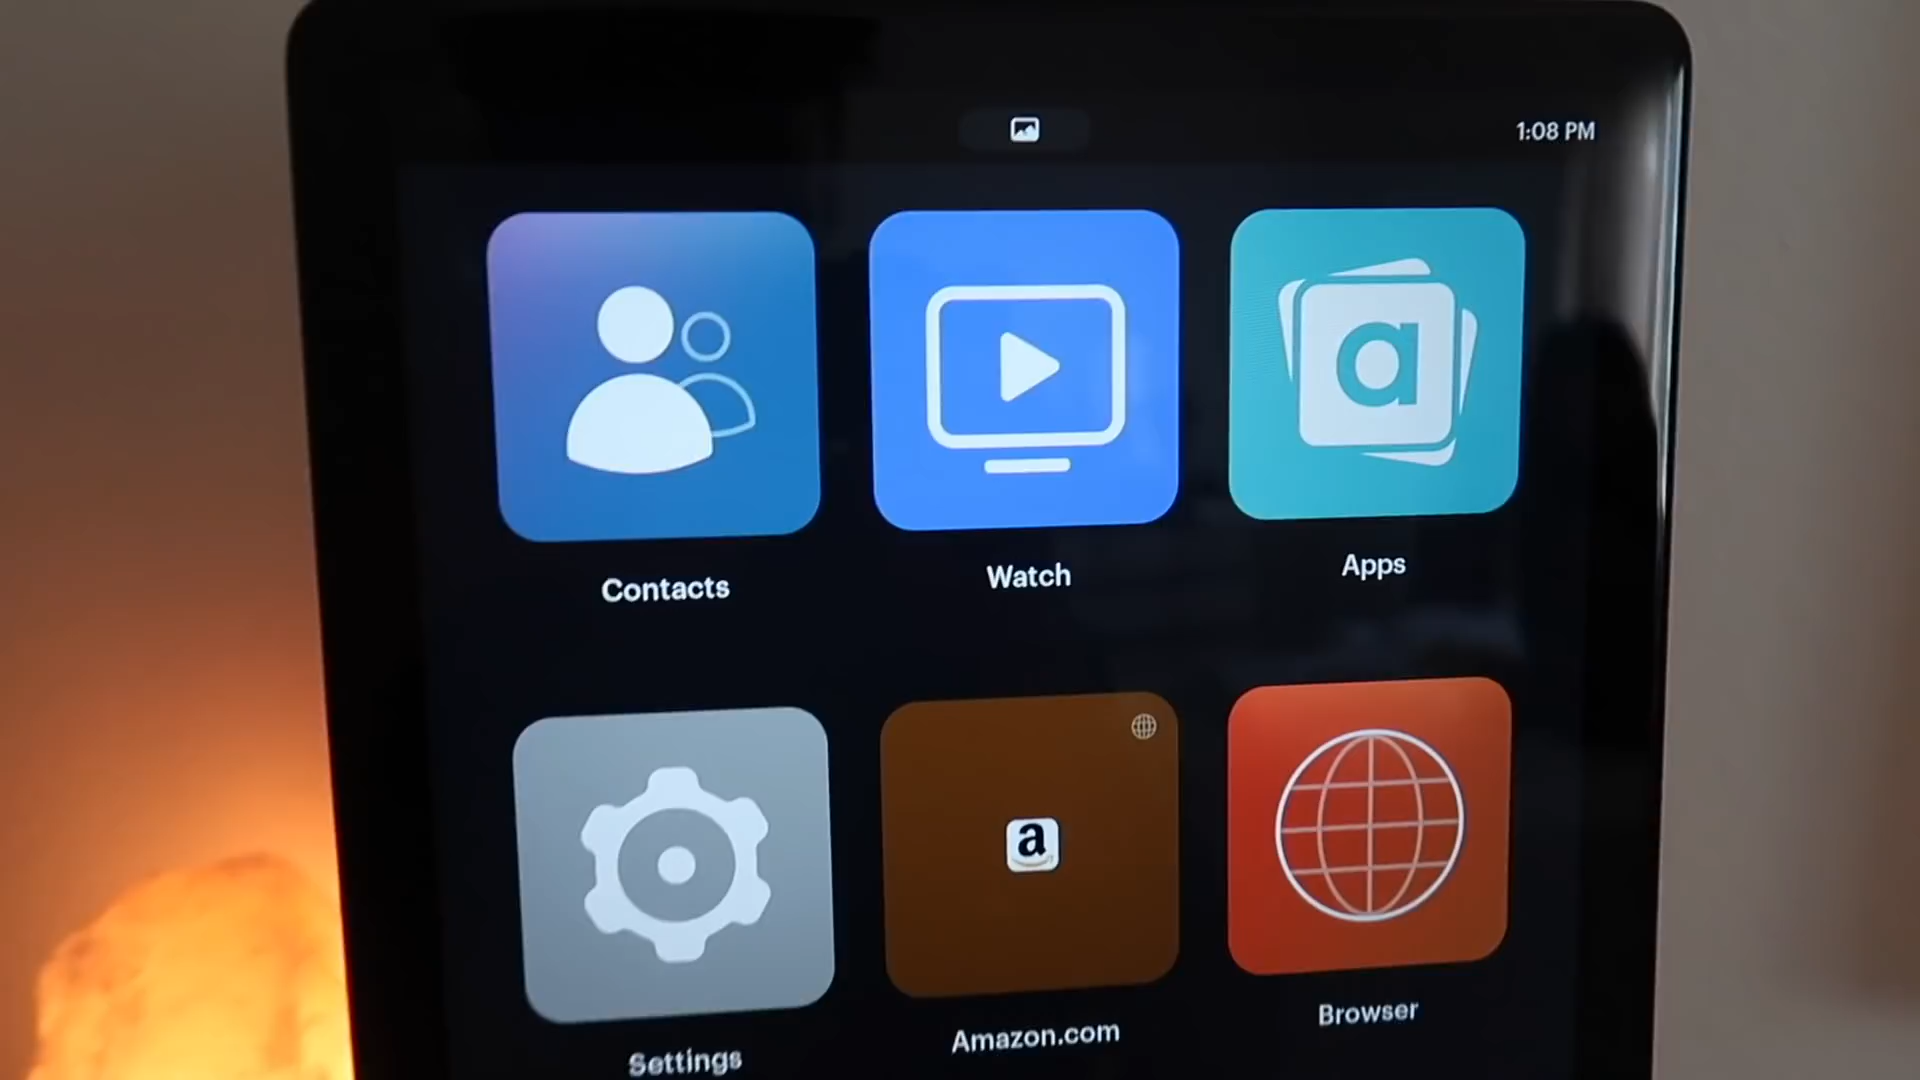 1:08 PM
a
Contacts
Watch
Apps
a
Settings
Amazon.com
Browser